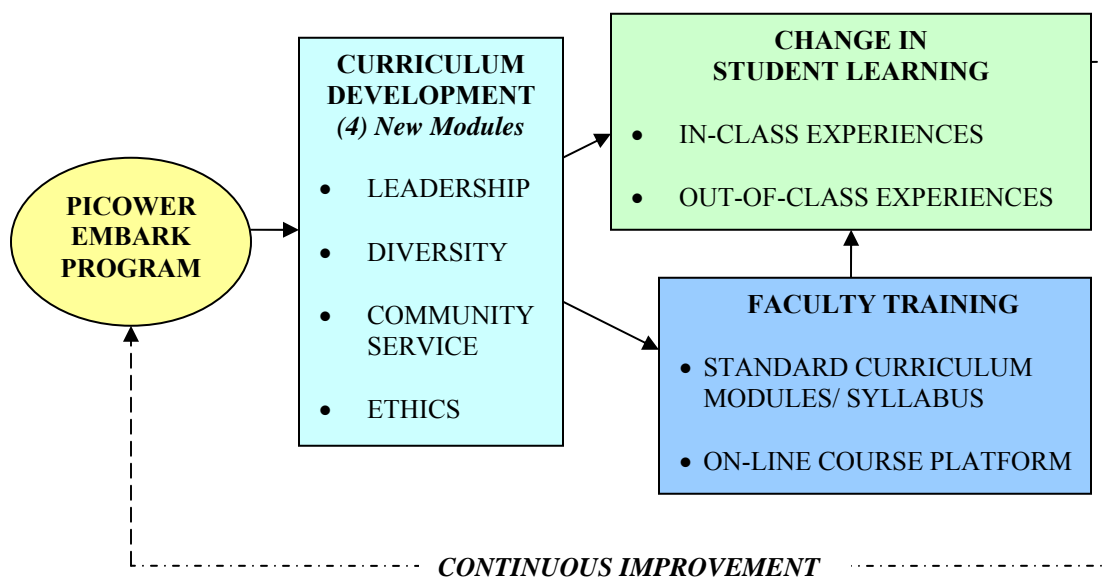 PICOWER
EMBARK
PROGRAM
CURRICULUM
DEVELOPMENT
(4) New Modules
• LEADERSHIP
• DIVERSITY
• COMMUNITY
SERVICE
• ETHICS
CHANGE IN
STUDENT LEARNING
• IN-CLASS EXPERIENCES
• OUT-OF-CLASS EXPERIENCES
FACULTY TRAINING
• STANDARD CURRICULUM
MODULES/ SYLLABUS
• ON-LINE COURSE PLATFORM
CONTINUOUS IMPROVEMENT